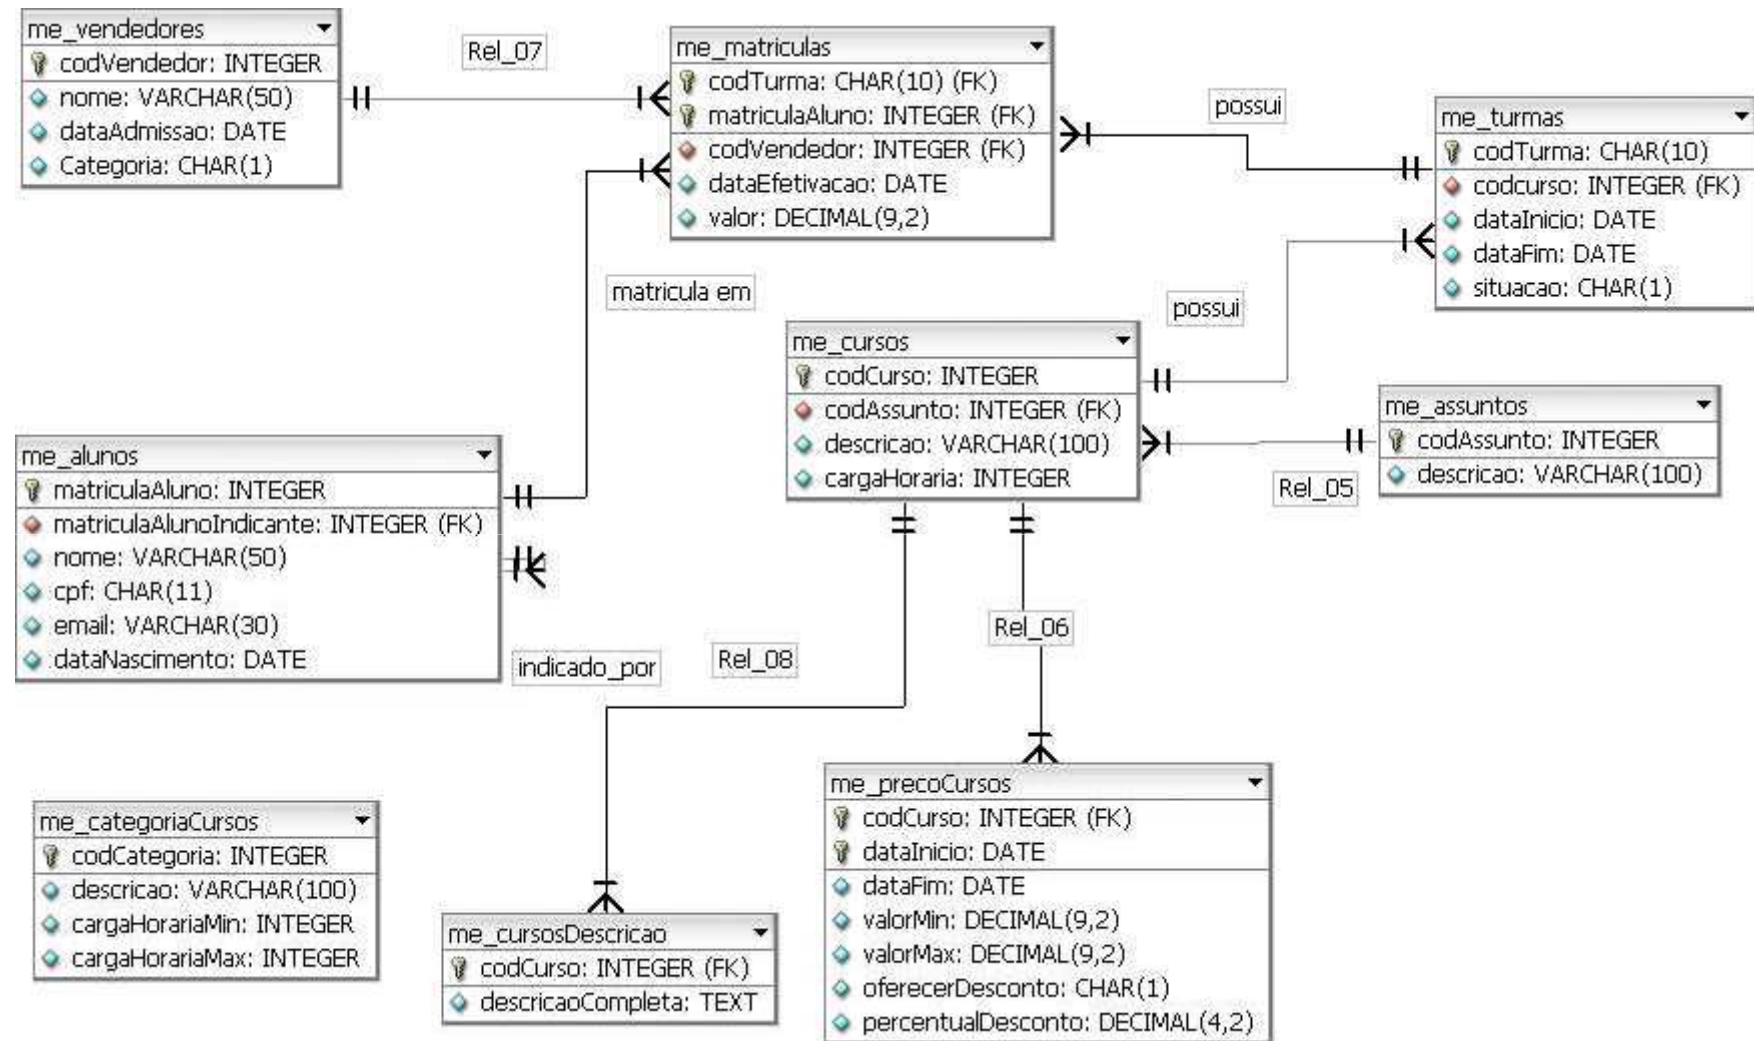 me_vendedores
codVendedor: INTEGER
nome: VARCHAR(50)
dataAdmissao: DATE
Categoria: CHAR(1)
Rel_07
me_matriculas
codTurma: CHAR(10) (FK)
matriculaAluno: INTEGER (FK)
codVendedor: INTEGER (FK)
dataEfetivacao: DATE
valor: DECIMAL(9,2)
possui
me_turmas
codTurma: CHAR(10)
codcurso: INTEGER (FK)
dataInicio: DATE
dataFim: DATE
situacao: CHAR(1)
matricula em
possui
me_cursos
codCurso: INTEGER
codAssunto: INTEGER (FK)
descricao: VARCHAR(100)
cargaHoraria: INTEGER
me_assuntos
codAssunto: INTEGER
descricao: VARCHAR(100)
Rel_05
me_alunos
matriculaAluno: INTEGER
matriculaAlunoIndicante: INTEGER (FK)
nome: VARCHAR(50)
cpf: CHAR(11)
email: VARCHAR(30)
dataNascimento: DATE
indicado_por
Rel_08
Rel_06
me_categoriaCursos
codCategoria: INTEGER
descricao: VARCHAR(100)
cargaHorariaMin: INTEGER
cargaHorariaMax: INTEGER
me_cursosDescricao
codCurso: INTEGER (FK)
descricaoCompleta: TEXT
me_precoCursos
codCurso: INTEGER (FK)
dataInicio: DATE
dataFim: DATE
valorMin: DECIMAL(9,2)
valorMax: DECIMAL(9,2)
oferecerDesconto: CHAR(1)
percentualDesconto: DECIMAL(4,2)